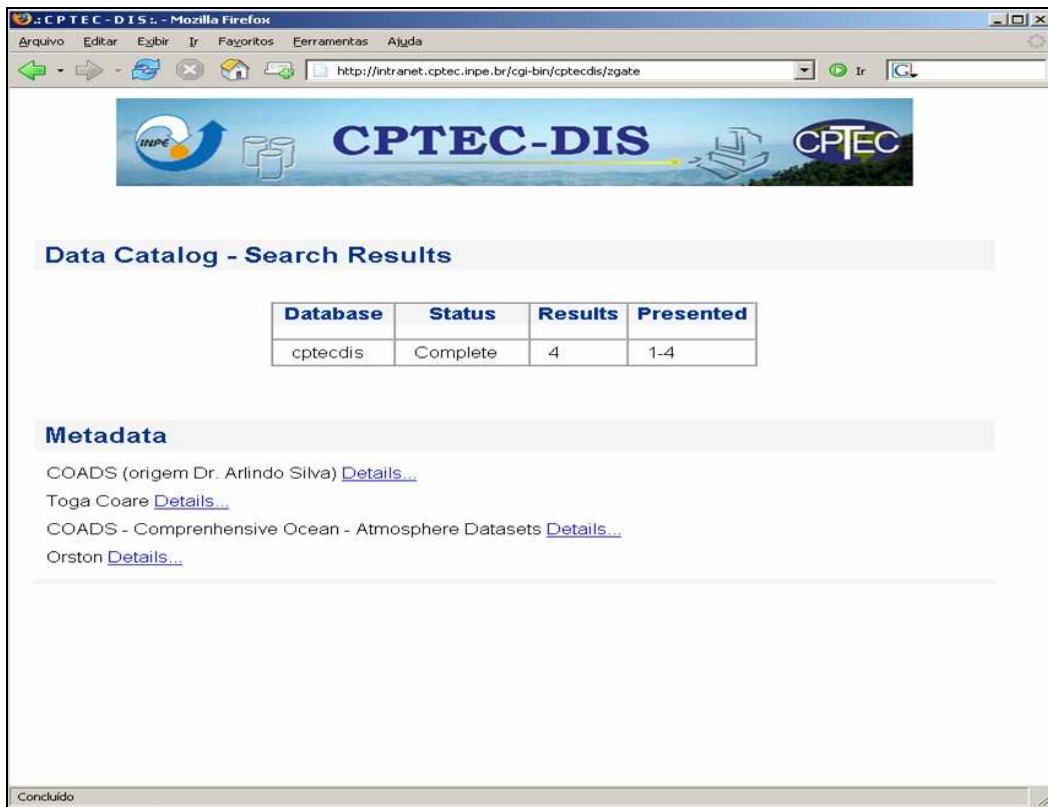 .: C P T E C - D I S :. - Mozilla Firefox
Arquivo Editar Exibir Ir Favoritos Ferramentas Ajuda
http://intranet.cptec.inpe.br/cgi-bin/cptecdis/zgate Ir G
INPE CPTEC-DIS CPTEC
Data Catalog - Search Results
Database Status Results Presented
cptecdis Complete 4 1-4
Metadata
COADS (origem Dr. Arlindo Silva) Details...
Toga Coare Details...
COADS - Comprenhensive Ocean - Atmosphere Datasets Details...
Orston Details...
Concluído